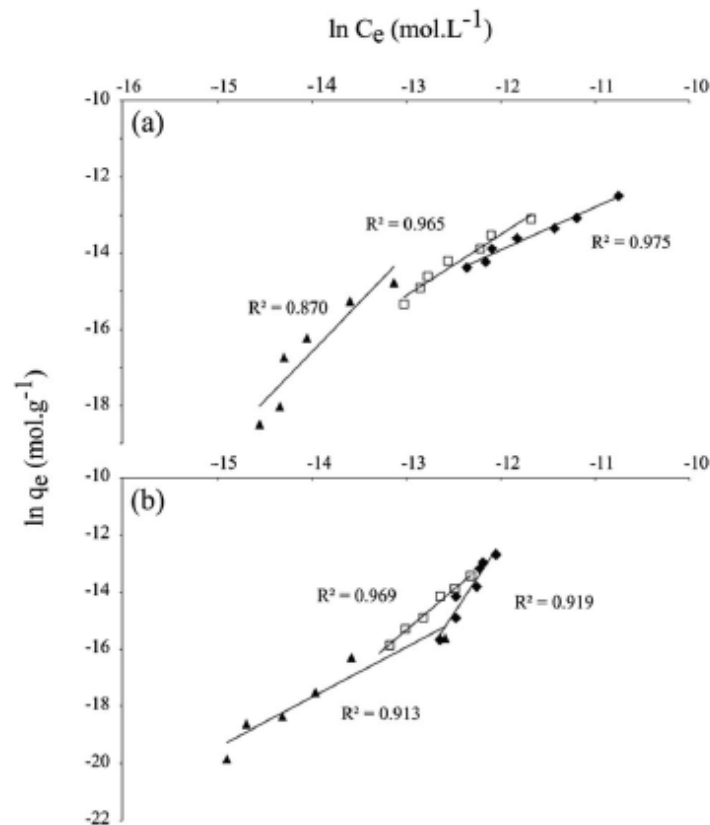 ln Cₑ (mol.L⁻¹)
-16 -15 -14 -13 -12 -11 -10
-10
(a)
-12
R² = 0.965
-14
R² = 0.975
R² = 0.870
-16
-18
ln qₑ (mol.g⁻¹)
-15 -14 -13 -12 -11 -10
-10
(b)
-12
-14
R² = 0.969
R² = 0.919
-16
-18
R² = 0.913
-20
-22